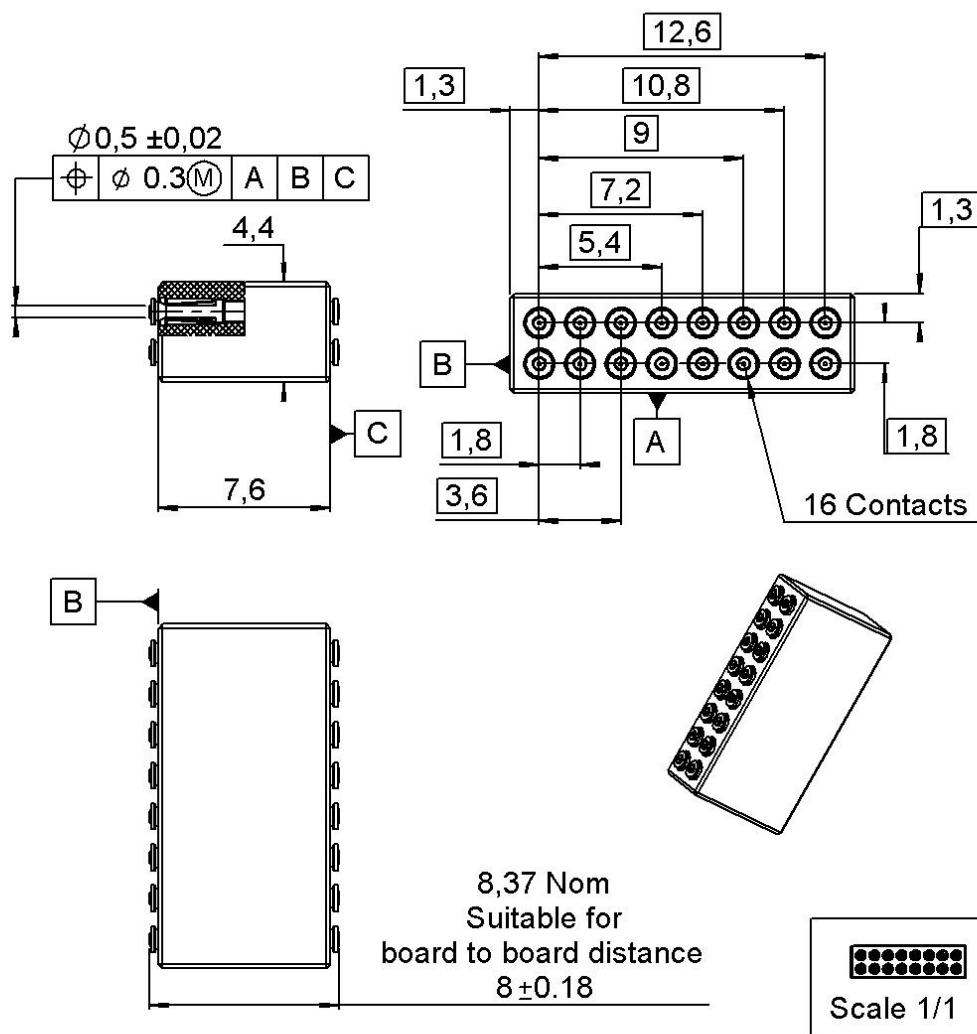 12,6
1,3
10,8
⌀0,5 ±0,02
9
⌖ ⌀ 0.3Ⓜ A B C
7,2
1,3
4,4
5,4
B
C
1,8
A
1,8
7,6
3,6
16 Contacts
B
8,37 Nom
Suitable for
board to board distance
8±0.18
Scale 1/1